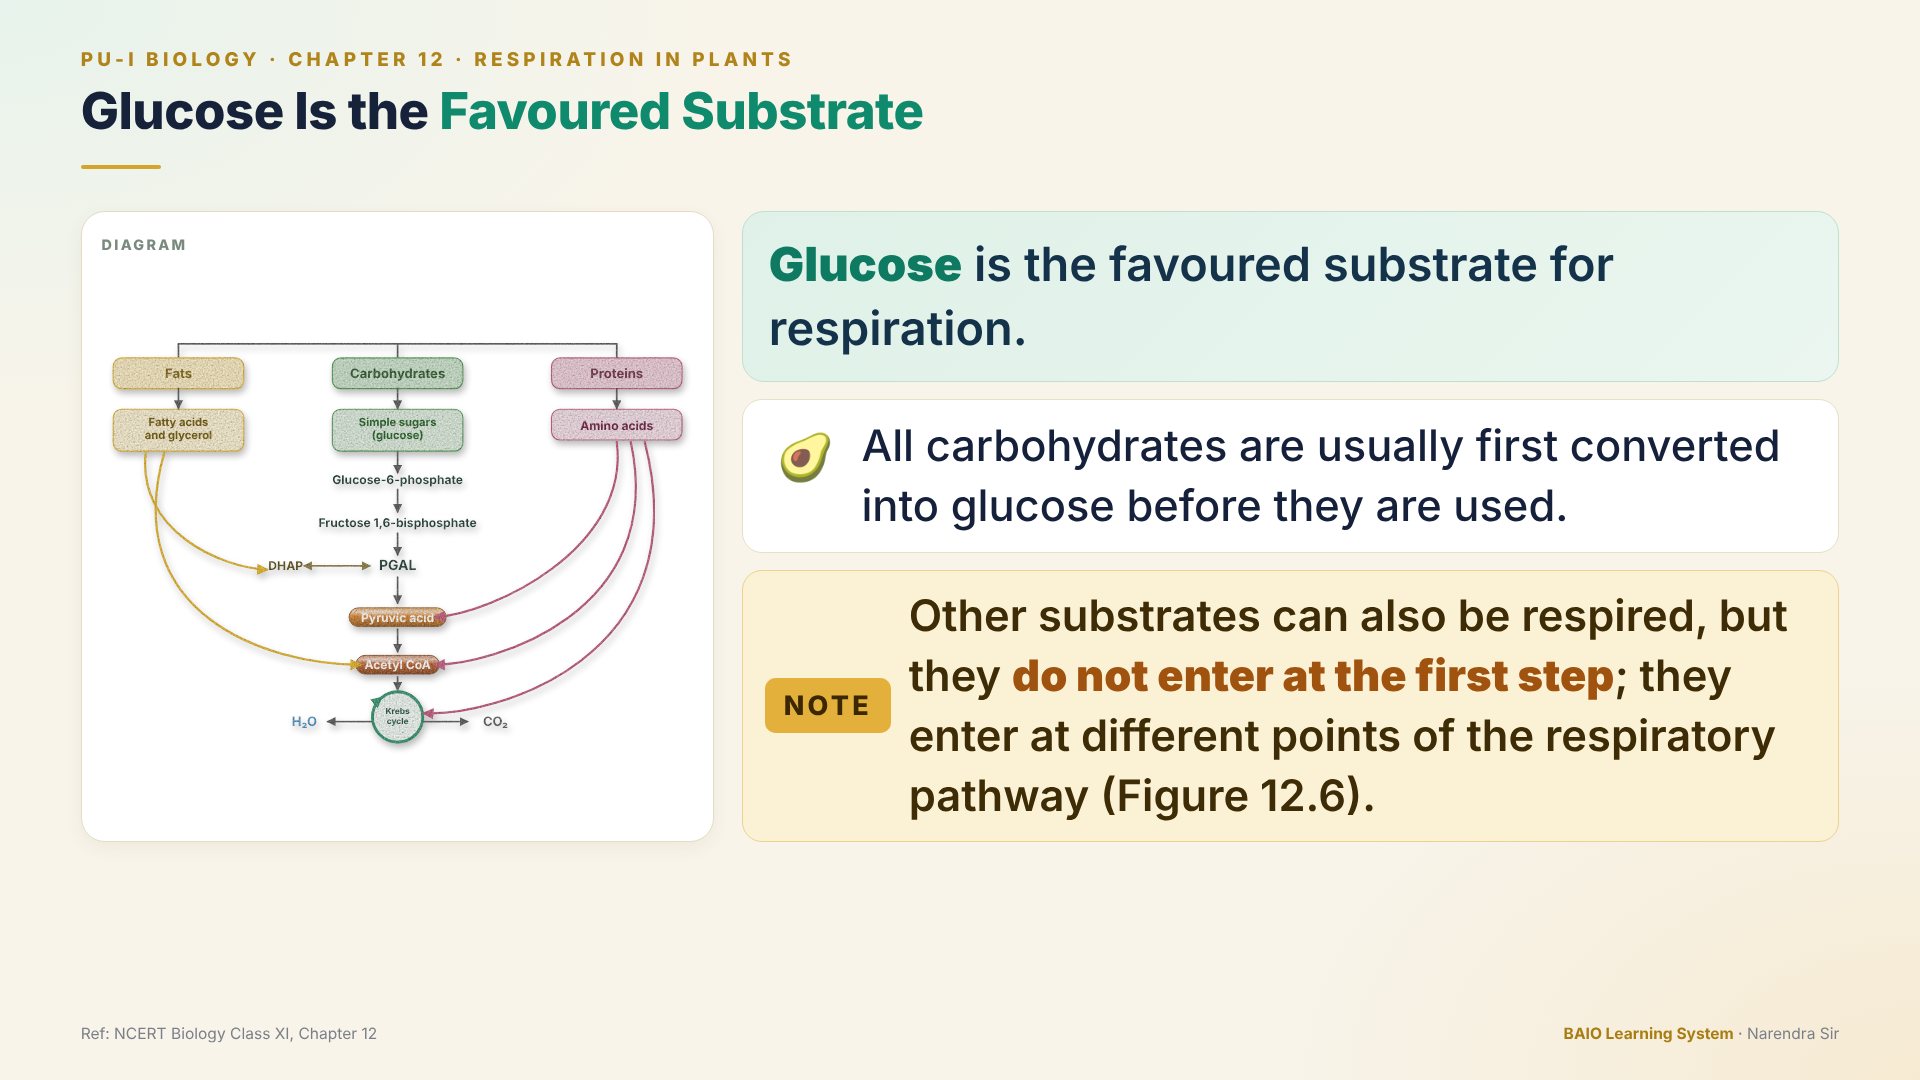 PU-I BIOLOGY · CHAPTER 12 · RESPIRATION IN PLANTS
Glucose Is the Favoured Substrate
DIAGRAM
Fats
Carbohydrates
Proteins
Fatty acids
and glycerol
Simple sugars
(glucose)
Amino acids
Glucose-6-phosphate
Fructose 1,6-bisphosphate
DHAP
PGAL
Pyruvic acid
Acetyl CoA
Krebs
cycle
H₂O
CO₂
Glucose is the favoured substrate for
respiration.
All carbohydrates are usually first converted
into glucose before they are used.
NOTE
Other substrates can also be respired, but
they do not enter at the first step; they
enter at different points of the respiratory
pathway (Figure 12.6).
Ref: NCERT Biology Class XI, Chapter 12
BAIO Learning System · Narendra Sir